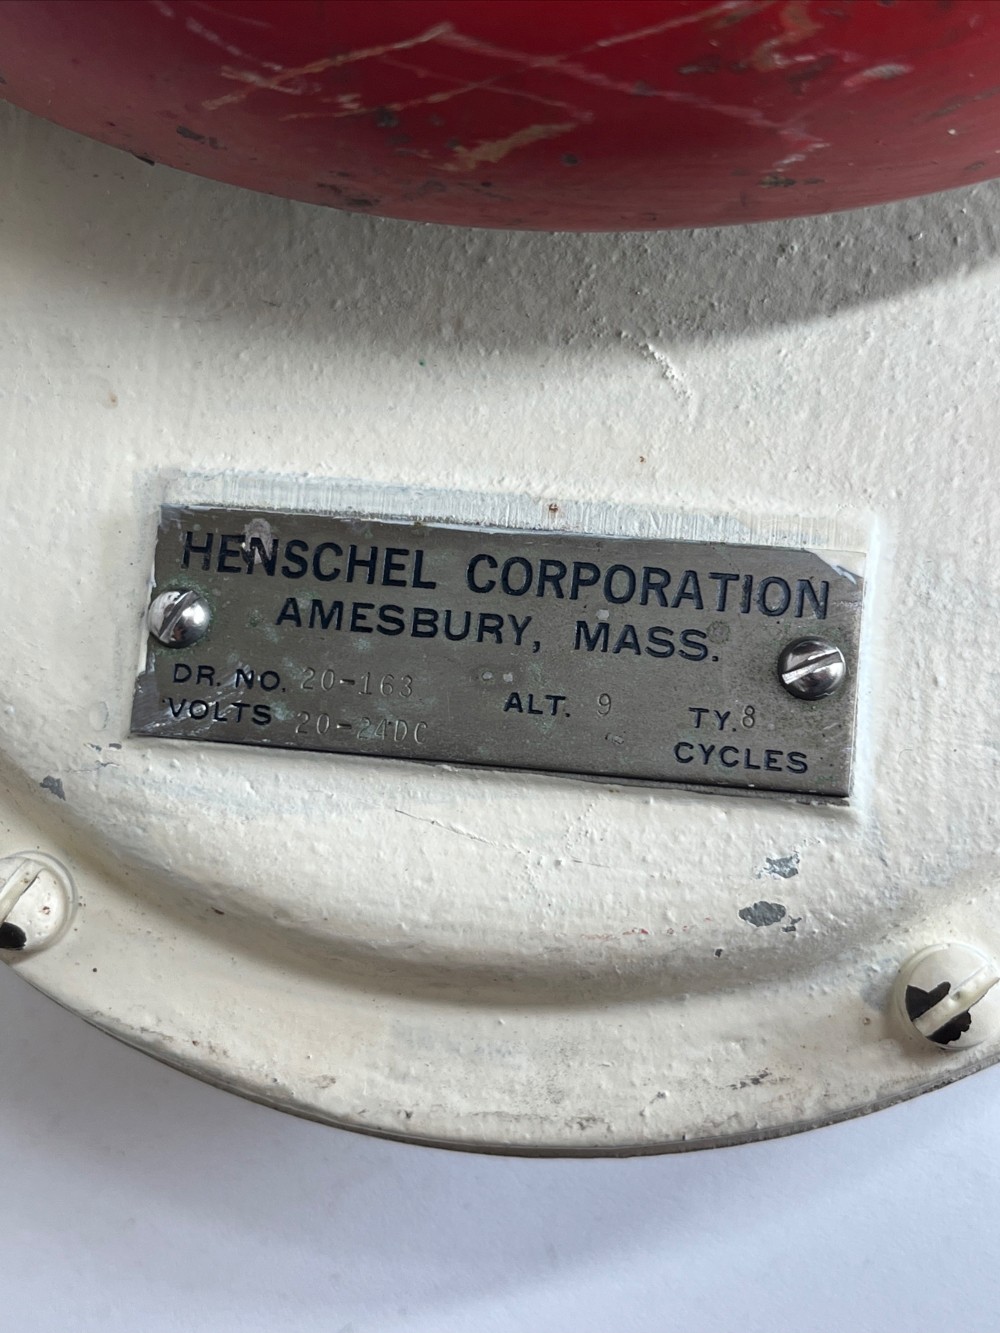 HENSCHEL CORPORATION
AMESBURY, MASS.
DR. NO. 20-163 ALT. 9 TY. 8
VOLTS 20-24DC CYCLES